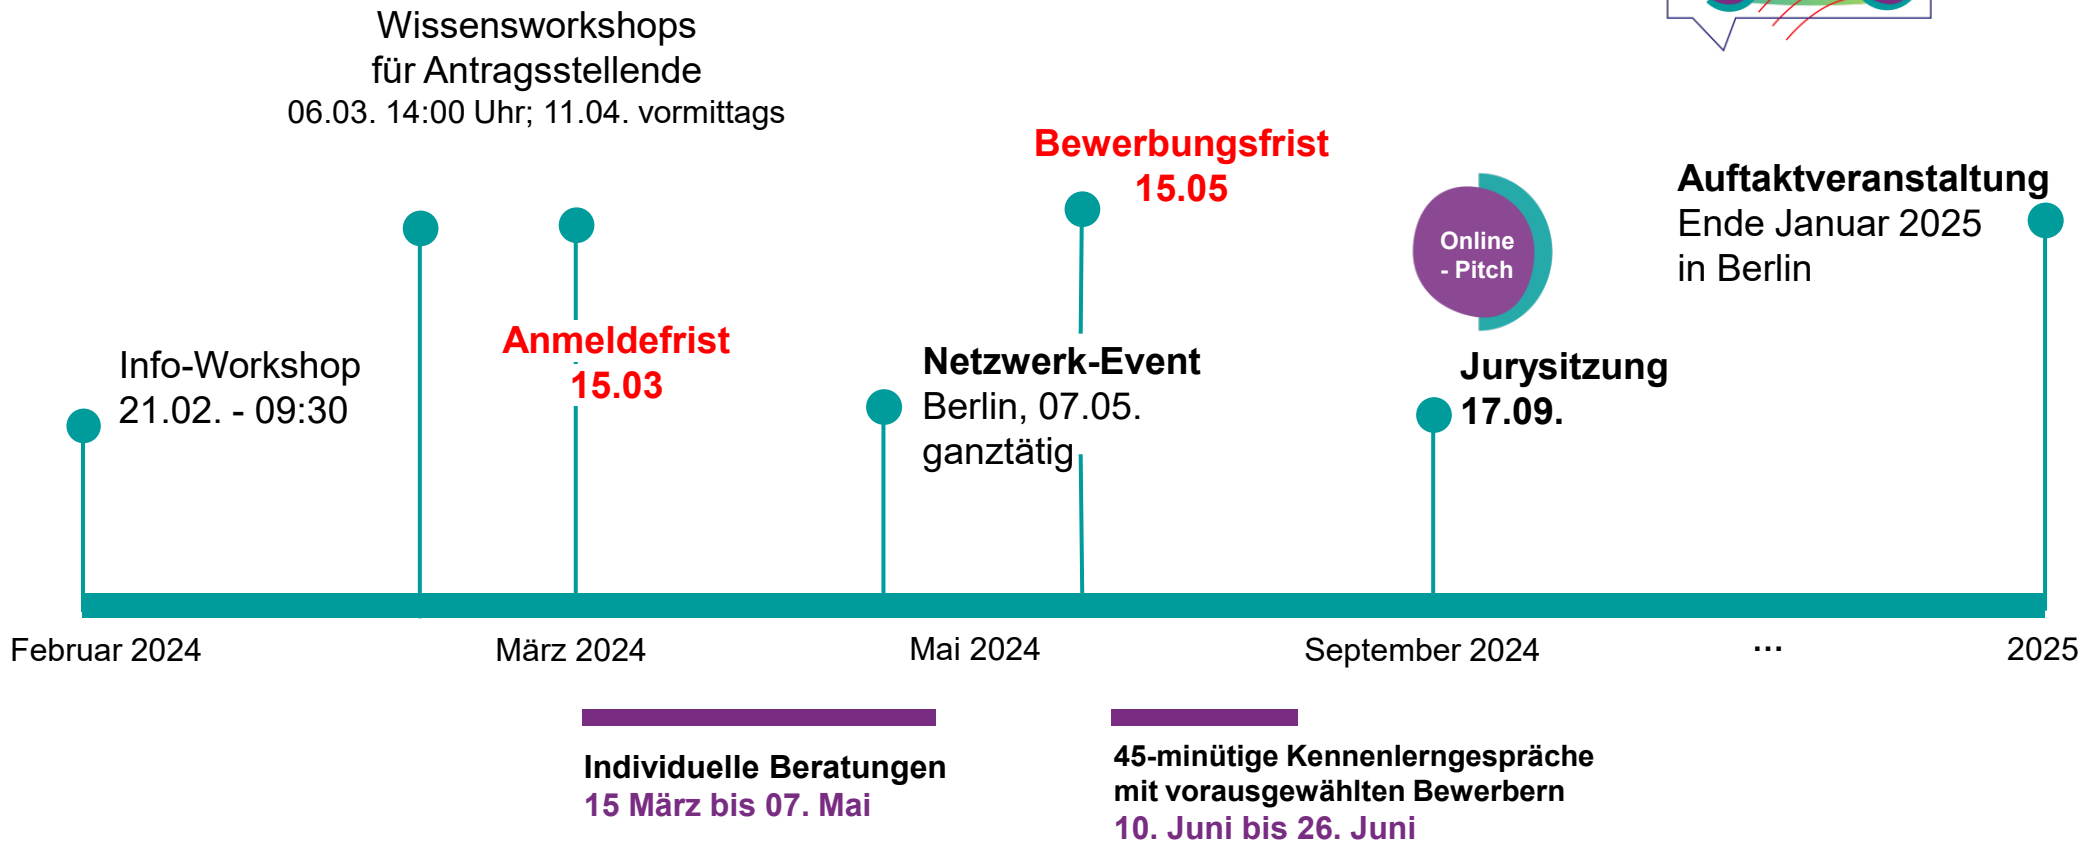 Wissensworkshops
für Antragsstellende
06.03. 14:00 Uhr; 11.04. vormittags
Bewerbungsfrist
15.05
Auftaktveranstaltung
Ende Januar 2025
in Berlin
Online
- Pitch
Anmeldefrist
15.03
Info-Workshop
21.02. - 09:30
Netzwerk-Event
Berlin, 07.05.
ganztätig
Jurysitzung
17.09.
Februar 2024
März 2024
Mai 2024
September 2024
...
2025
Individuelle Beratungen
15 März bis 07. Mai
45-minütige Kennenlerngespräche
mit vorausgewählten Bewerbern
10. Juni bis 26. Juni